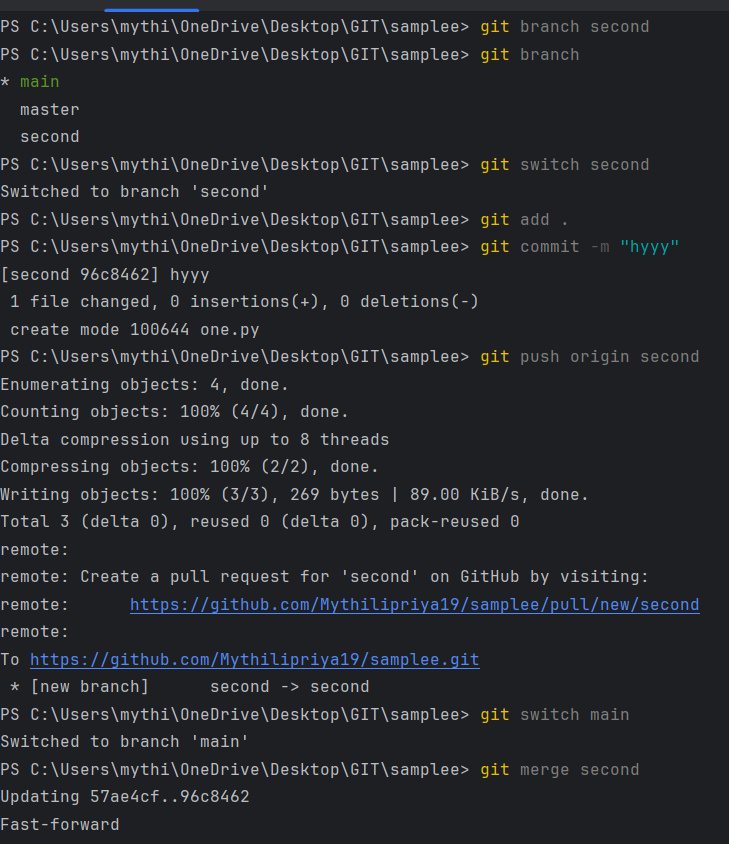 PS C:\Users\mythi\OneDrive\Desktop\GIT\samplee> git branch second
PS C:\Users\mythi\OneDrive\Desktop\GIT\samplee> git branch
* main
  master
  second
PS C:\Users\mythi\OneDrive\Desktop\GIT\samplee> git switch second
Switched to branch 'second'
PS C:\Users\mythi\OneDrive\Desktop\GIT\samplee> git add .
PS C:\Users\mythi\OneDrive\Desktop\GIT\samplee> git commit -m "hyyy"
[second 96c8462] hyyy
 1 file changed, 0 insertions(+), 0 deletions(-)
 create mode 100644 one.py
PS C:\Users\mythi\OneDrive\Desktop\GIT\samplee> git push origin second
Enumerating objects: 4, done.
Counting objects: 100% (4/4), done.
Delta compression using up to 8 threads
Compressing objects: 100% (2/2), done.
Writing objects: 100% (3/3), 269 bytes | 89.00 KiB/s, done.
Total 3 (delta 0), reused 0 (delta 0), pack-reused 0
remote:
remote: Create a pull request for 'second' on GitHub by visiting:
remote:      https://github.com/Mythilipriya19/samplee/pull/new/second
remote:
To https://github.com/Mythilipriya19/samplee.git
 * [new branch]      second -> second
PS C:\Users\mythi\OneDrive\Desktop\GIT\samplee> git switch main
Switched to branch 'main'
PS C:\Users\mythi\OneDrive\Desktop\GIT\samplee> git merge second
Updating 57ae4cf..96c8462
Fast-forward